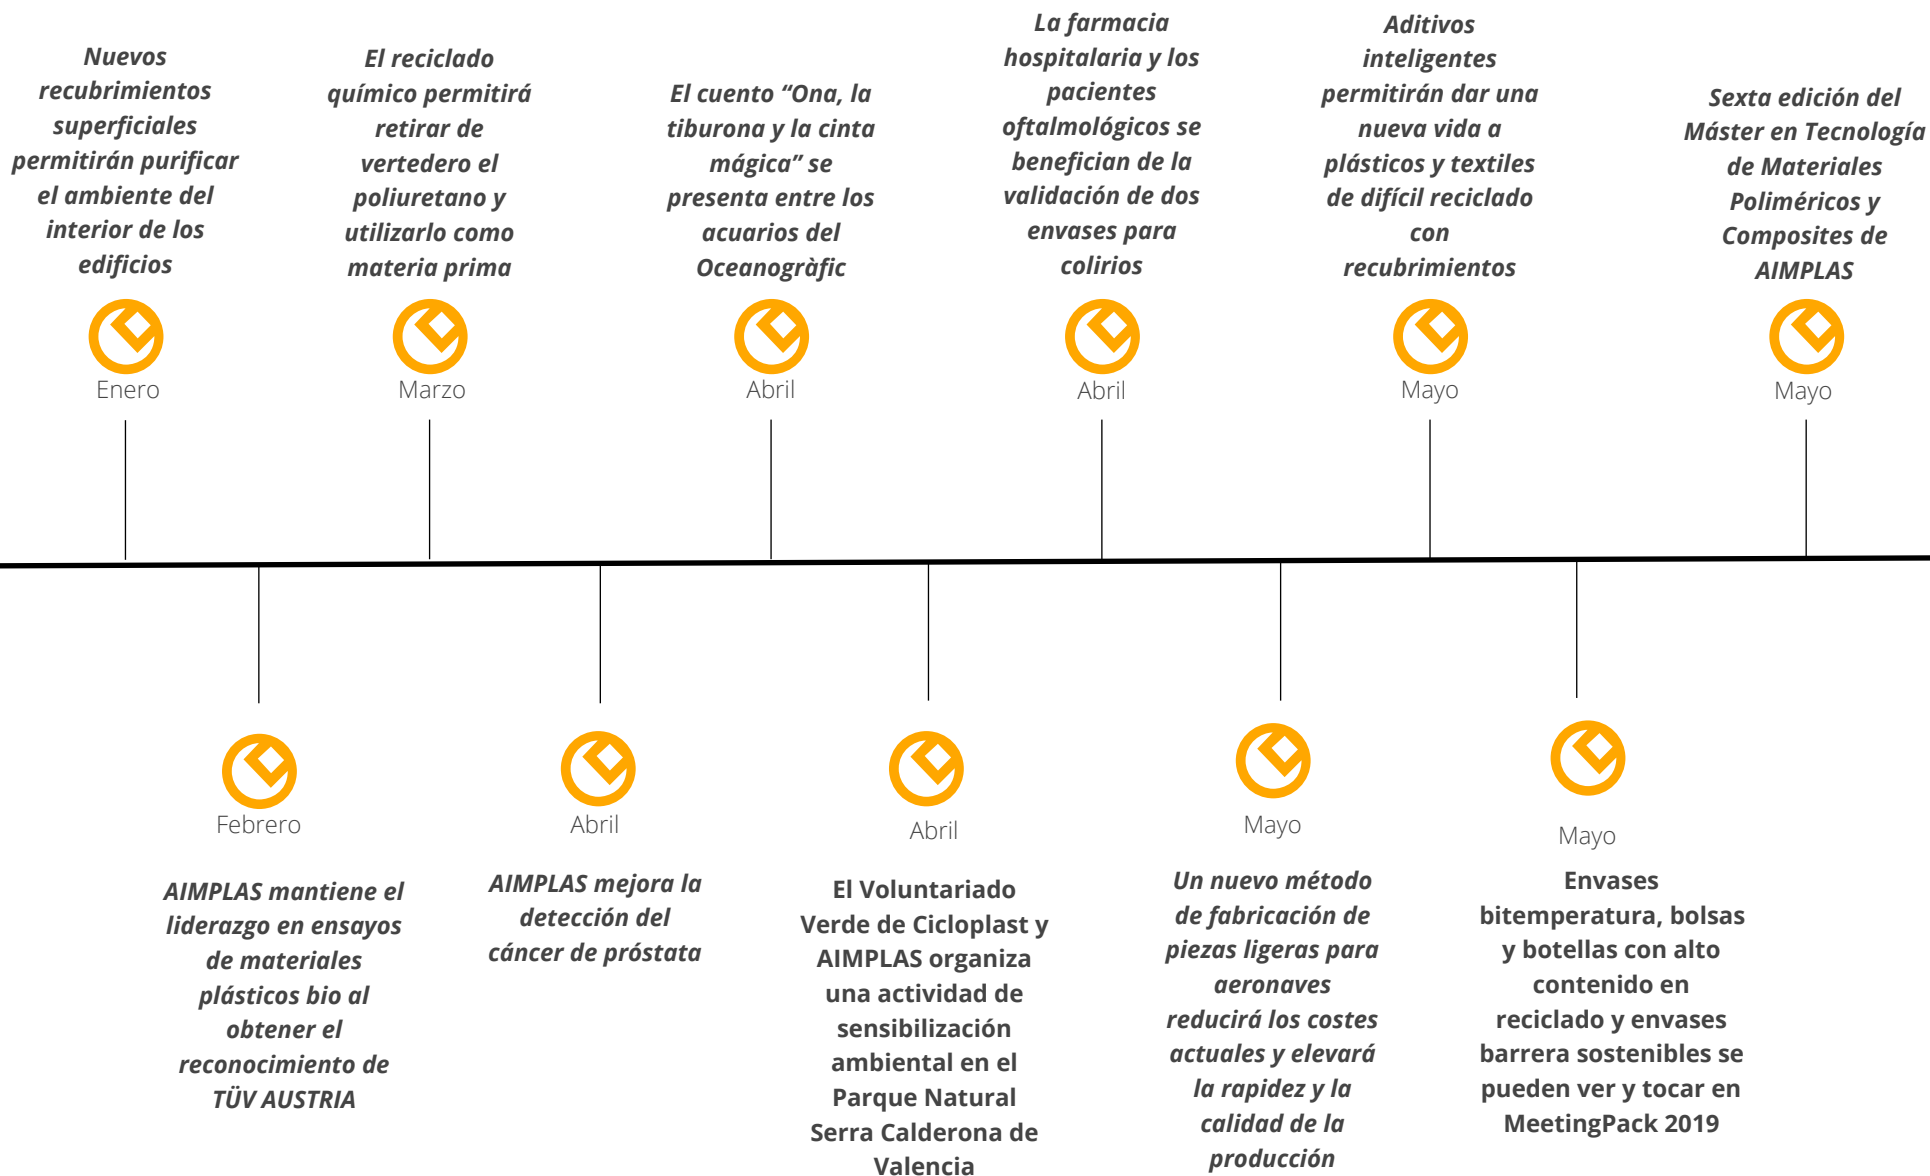 Nuevos
recubrimientos
superficiales
permitirán purificar
el ambiente del
interior de los
edificios
Enero
El reciclado
químico permitirá
retirar de
vertedero el
poliuretano y
utilizarlo como
materia prima
Marzo
El cuento “Ona, la
tiburona y la cinta
mágica” se
presenta entre los
acuarios del
Oceanogràfic
Abril
La farmacia
hospitalaria y los
pacientes
oftalmológicos se
benefician de la
validación de dos
envases para
colirios
Abril
Aditivos
inteligentes
permitirán dar una
nueva vida a
plásticos y textiles
de difícil reciclado
con
recubrimientos
Mayo
Sexta edición del
Máster en Tecnología
de Materiales
Poliméricos y
Composites de
AIMPLAS
Mayo
Febrero
AIMPLAS mantiene el
liderazgo en ensayos
de materiales
plásticos bio al
obtener el
reconocimiento de
TÜV AUSTRIA
Abril
AIMPLAS mejora la
detección del
cáncer de próstata
Abril
El Voluntariado
Verde de Cicloplast y
AIMPLAS organiza
una actividad de
sensibilización
ambiental en el
Parque Natural
Serra Calderona de
Valencia
Mayo
Un nuevo método
de fabricación de
piezas ligeras para
aeronaves
reducirá los costes
actuales y elevará
la rapidez y la
calidad de la
producción
Mayo
Envases
bitemperatura, bolsas
y botellas con alto
contenido en
reciclado y envases
barrera sostenibles se
pueden ver y tocar en
MeetingPack 2019